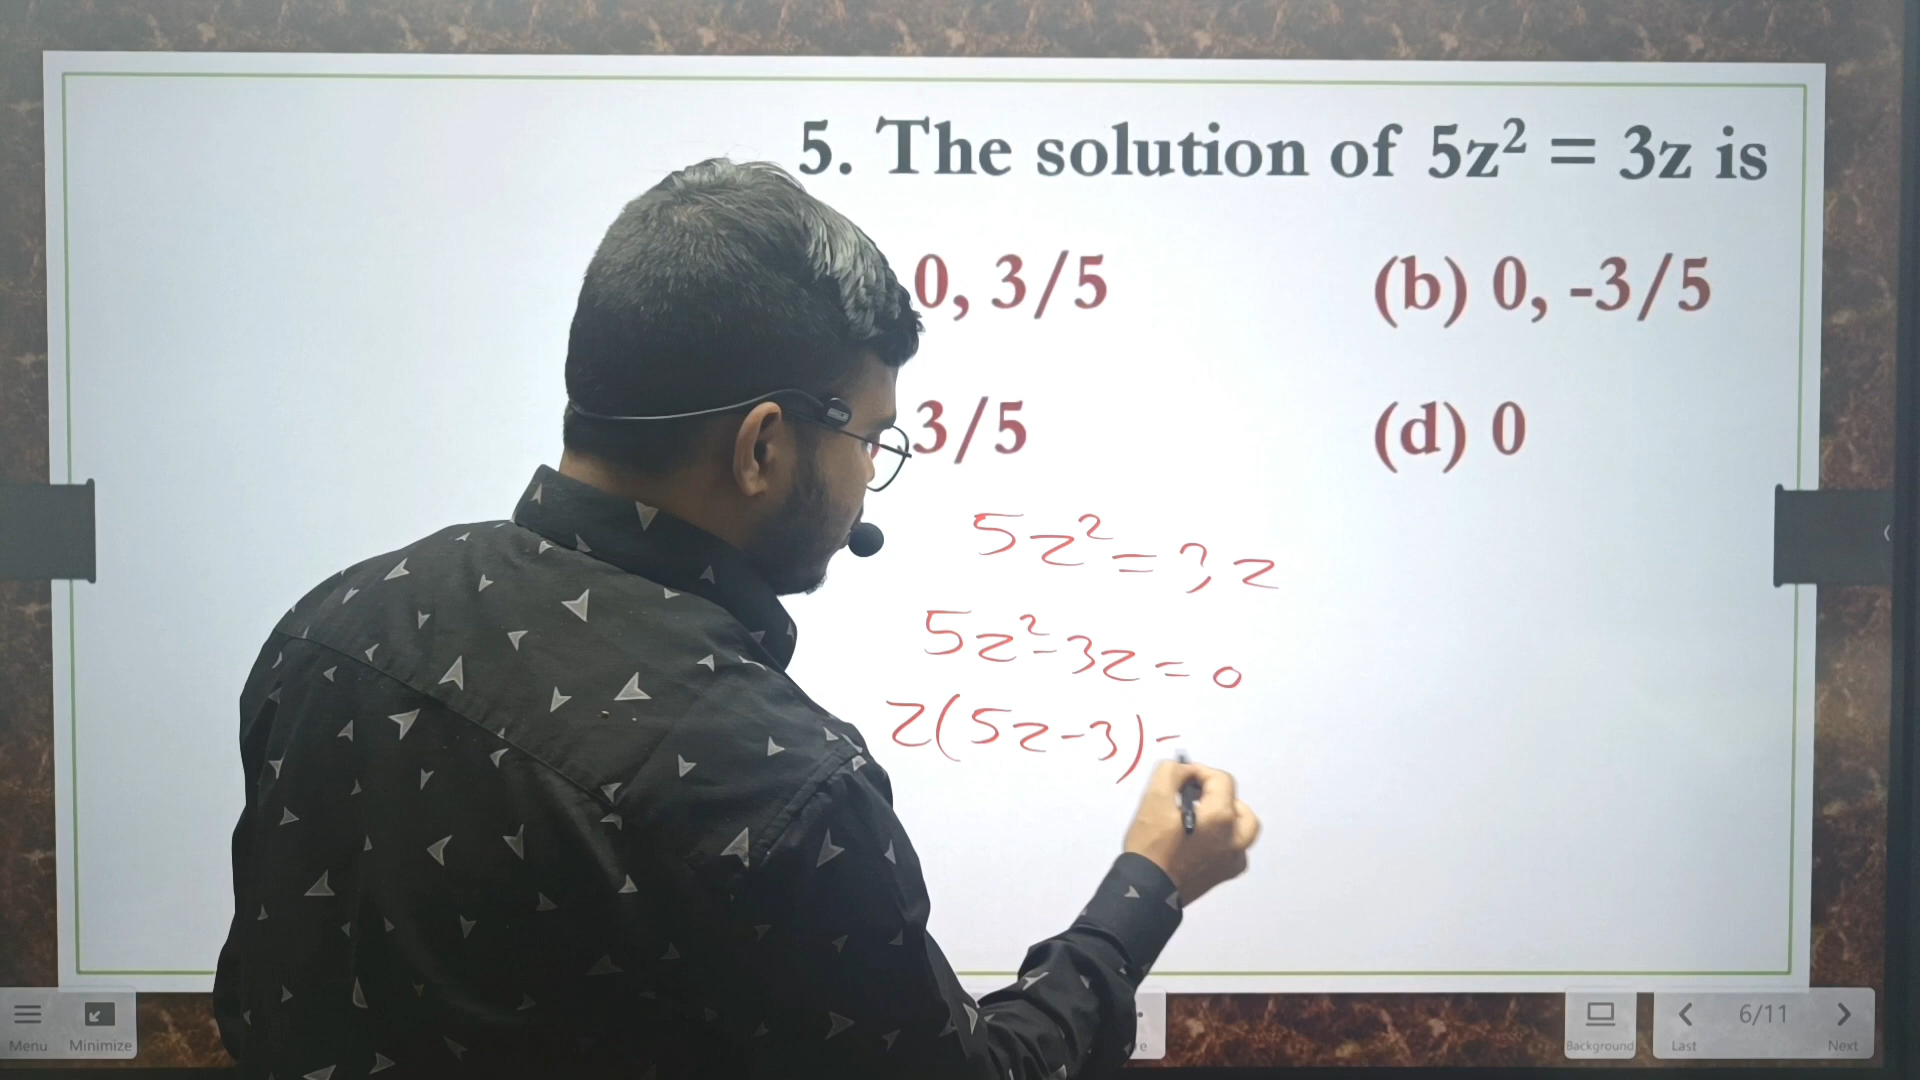 5. The solution of 5z² = 3z is
0, 3/5
(b) 0, -3/5
3/5
(d) 0
5z² = 3z
5z² - 3z = 0
z(5z-3) -
Menu
Minimize
Background
Last
6/11
Next